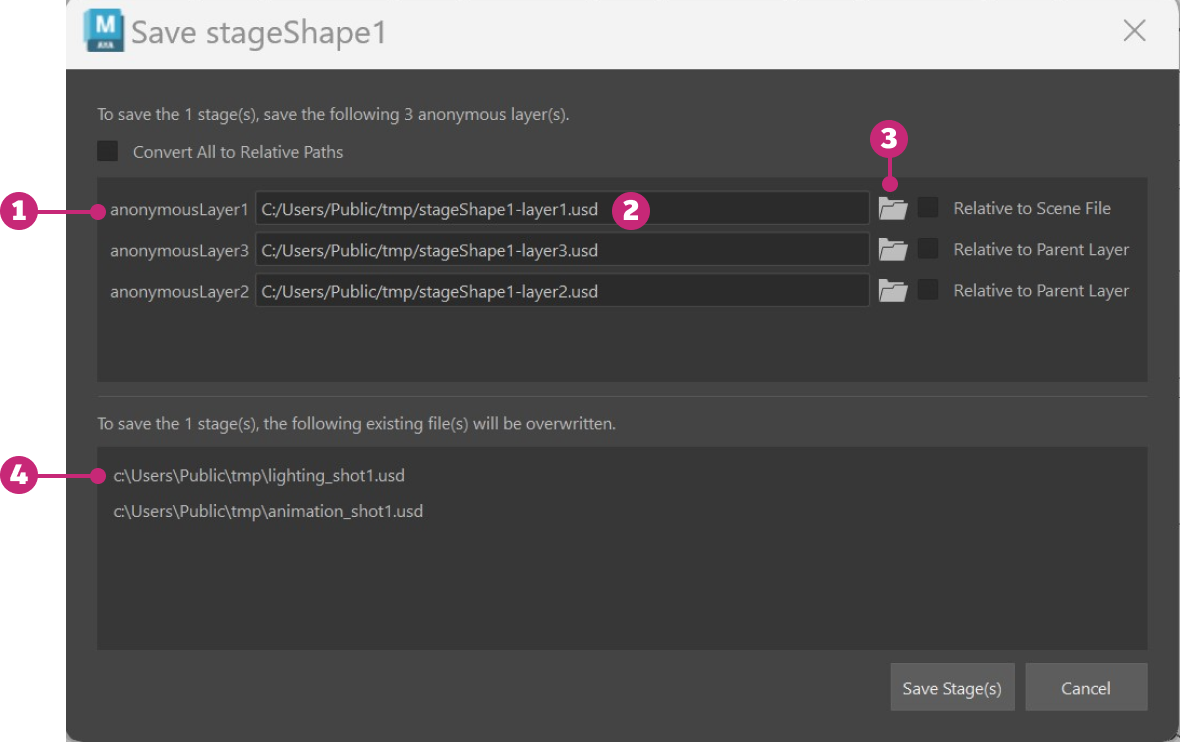 M
AYA
Save stageShape1
To save the 1 stage(s), save the following 3 anonymous layer(s).
Convert All to Relative Paths
3
1
anonymousLayer1 C:/Users/Public/tmp/stageShape1-layer1.usd 2 Relative to Scene File
anonymousLayer3 C:/Users/Public/tmp/stageShape1-layer3.usd Relative to Parent Layer
anonymousLayer2 C:/Users/Public/tmp/stageShape1-layer2.usd Relative to Parent Layer
To save the 1 stage(s), the following existing file(s) will be overwritten.
4
c:\Users\Public\tmp\lighting_shot1.usd
c:\Users\Public\tmp\animation_shot1.usd
Save Stage(s) Cancel